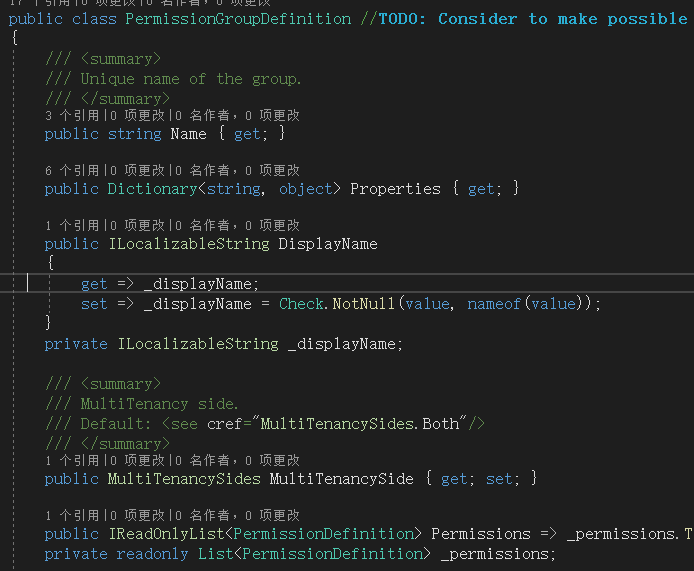 17 个引用|0 项更改|0 名作者，0 项更改
public class PermissionGroupDefinition //TODO: Consider to make possible
{
/// <summary>
/// Unique name of the group.
/// </summary>
3 个引用|0 项更改|0 名作者，0 项更改
public string Name { get; }
6 个引用|0 项更改|0 名作者，0 项更改
public Dictionary<string, object> Properties { get; }
1 个引用|0 项更改|0 名作者，0 项更改
public ILocalizableString DisplayName
{
get => _displayName;
set => _displayName = Check.NotNull(value, nameof(value));
}
private ILocalizableString _displayName;
/// <summary>
/// MultiTenancy side.
/// Default: <see cref="MultiTenancySides.Both"/>
/// </summary>
1 个引用|0 项更改|0 名作者，0 项更改
public MultiTenancySides MultiTenancySide { get; set; }
1 个引用|0 项更改|0 名作者，0 项更改
public IReadOnlyList<PermissionDefinition> Permissions => _permissions.T
private readonly List<PermissionDefinition> _permissions;